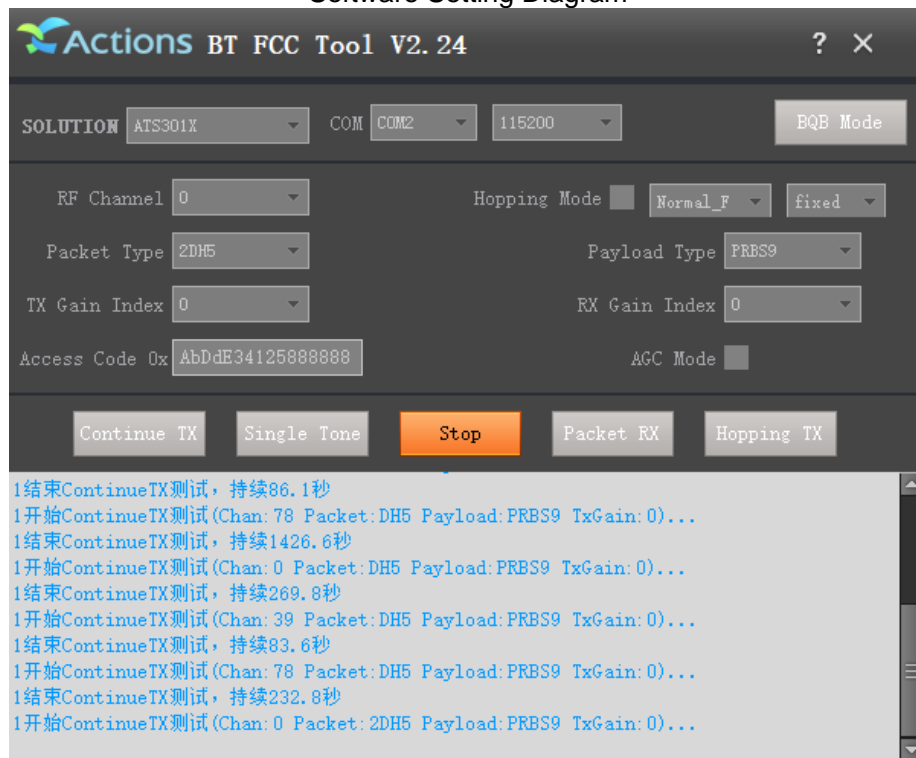 Software Setting Diagram
Actions BT FCC Tool V2.24 ? ×
SOLUTION ATS301X COM COM2 115200 BQB Mode
RF Channel 0 Hopping Mode Normal_F fixed
Packet Type 2DH5 Payload Type PRBS9
TX Gain Index 0 RX Gain Index 0
Access Code 0x AbDdE34125888888 AGC Mode
Continue TX Single Tone Stop Packet RX Hopping TX
1结束ContinueTX测试，持续86.1秒
1开始ContinueTX测试(Chan:78 Packet:DH5 Payload:PRBS9 TxGain:0)...
1结束ContinueTX测试，持续1426.6秒
1开始ContinueTX测试(Chan:0 Packet:DH5 Payload:PRBS9 TxGain:0)...
1结束ContinueTX测试，持续269.8秒
1开始ContinueTX测试(Chan:39 Packet:DH5 Payload:PRBS9 TxGain:0)...
1结束ContinueTX测试，持续83.6秒
1开始ContinueTX测试(Chan:78 Packet:DH5 Payload:PRBS9 TxGain:0)...
1结束ContinueTX测试，持续232.8秒
1开始ContinueTX测试(Chan:0 Packet:2DH5 Payload:PRBS9 TxGain:0)...